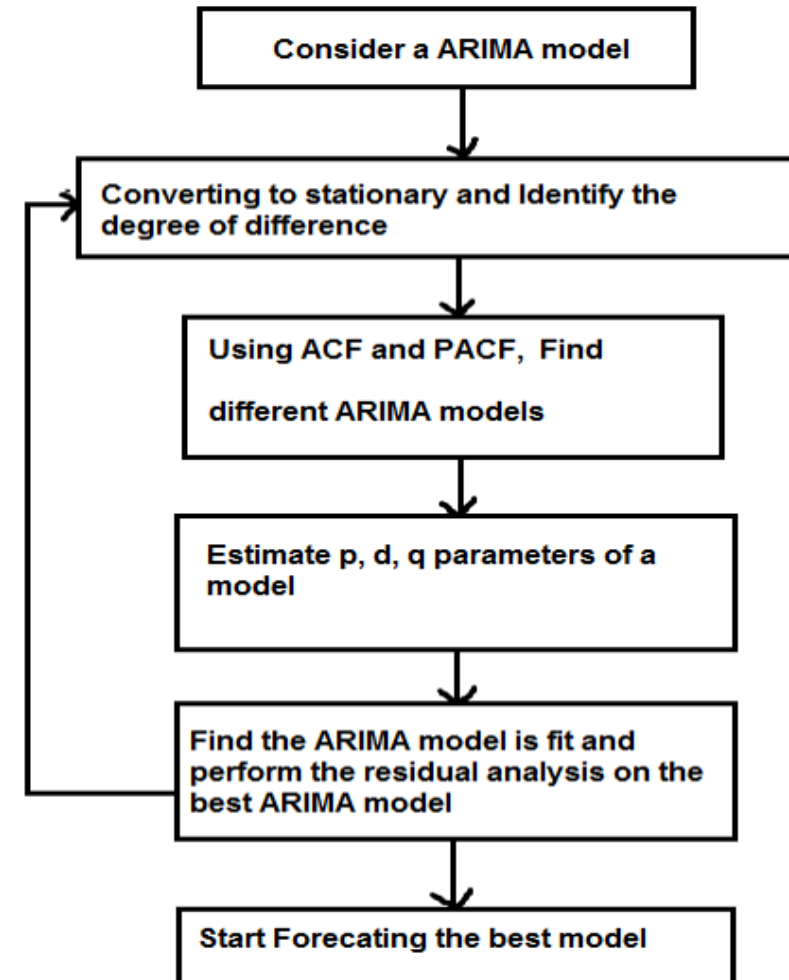 Consider a ARIMA model
Converting to stationary and Identify the
degree of difference
Using ACF and PACF, Find
different ARIMA models
Estimate p, d, q parameters of a
model
Find the ARIMA model is fit and
perform the residual analysis on the
best ARIMA model
Start Forecating the best model